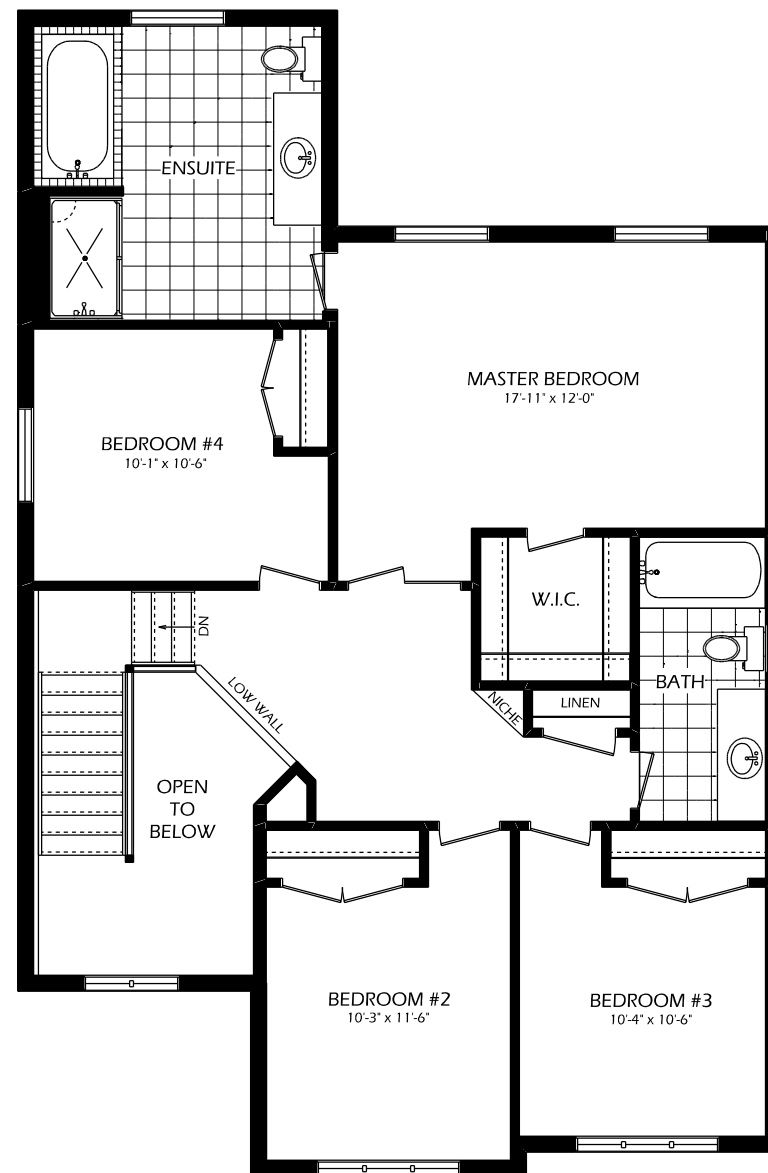 ENSUITE
MASTER BEDROOM
17'-11" x 12'-0"
BEDROOM #4
10'-1" x 10'-6"
W.I.C.
DN
LOW WALL
NICHE
LINEN
BATH
OPEN
TO
BELOW
BEDROOM #2
10'-3" x 11'-6"
BEDROOM #3
10'-4" x 10'-6"